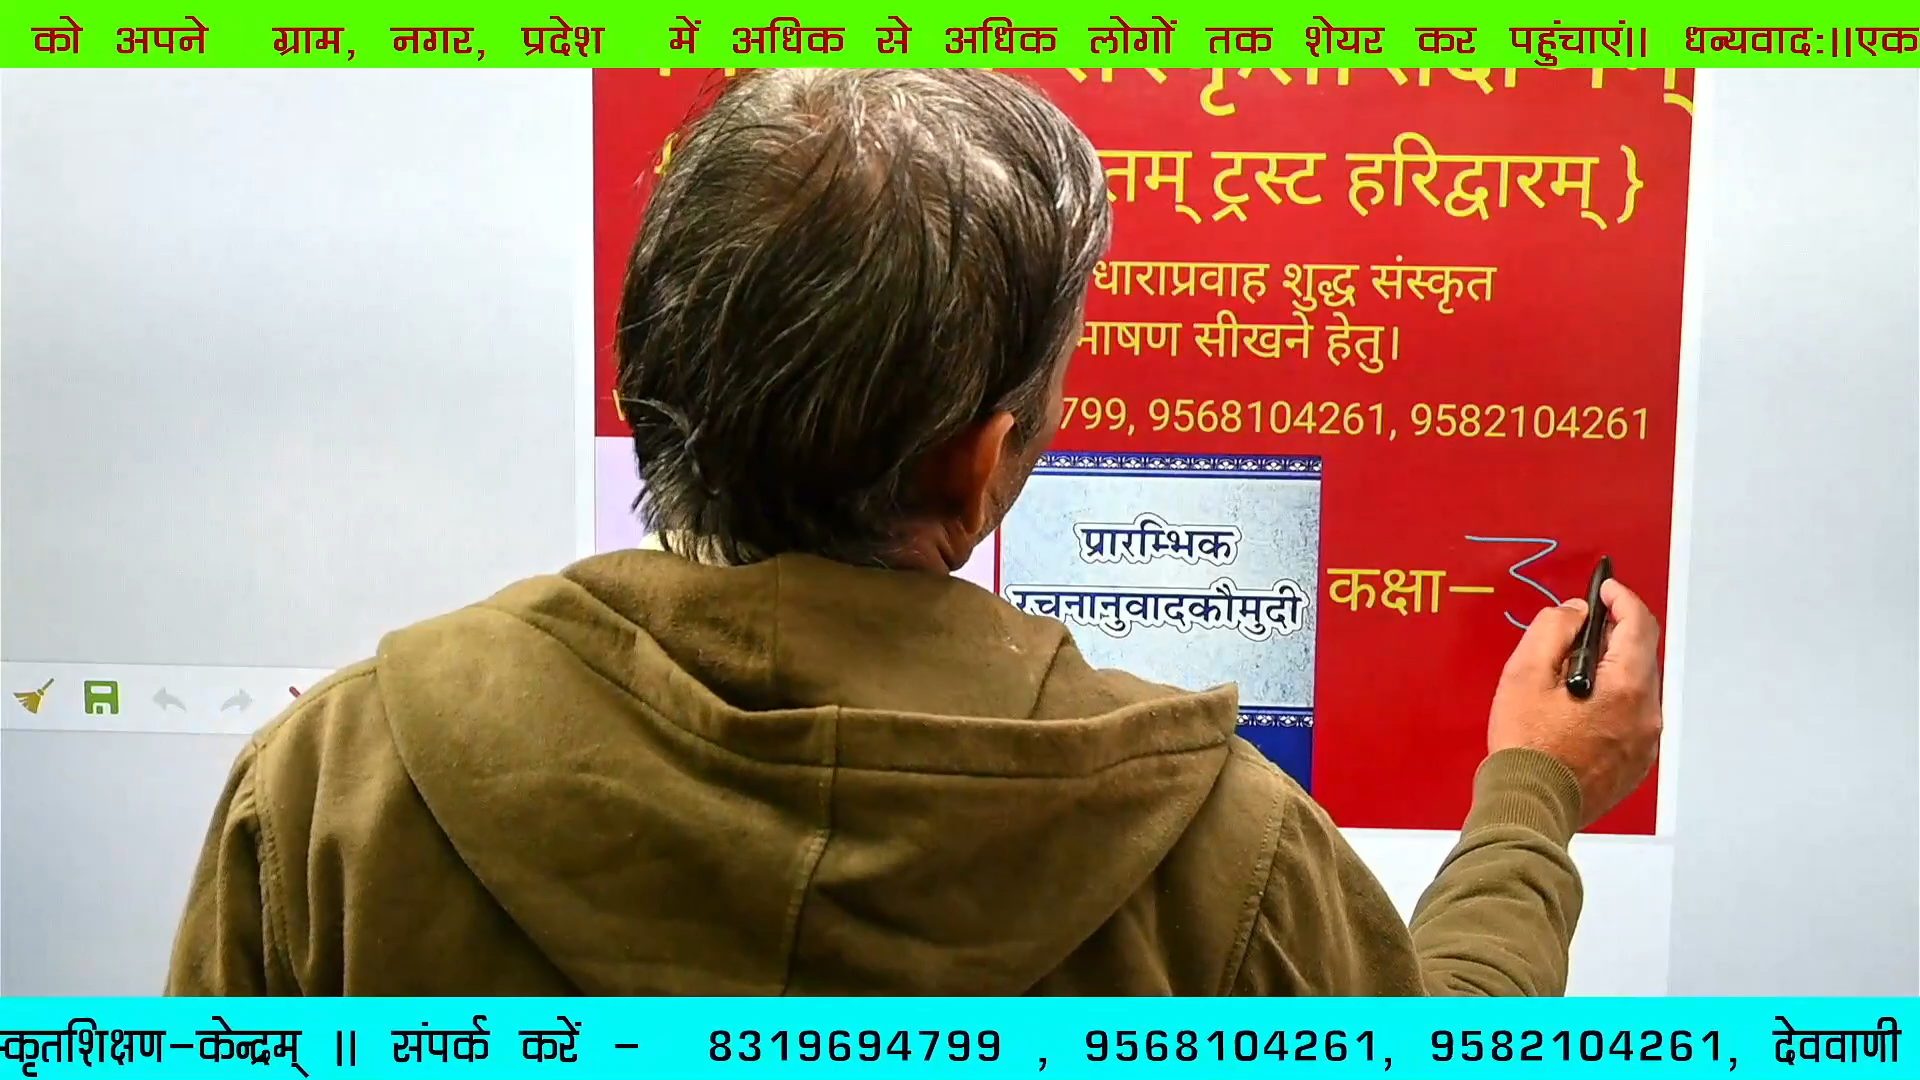 को अपने ग्राम, नगर, प्रदेश में अधिक से अधिक लोगों तक शेयर कर पहुंचाएं।। धन्यवादः।।एक
तम् ट्रस्ट हरिद्वारम् }
धाराप्रवाह शुद्ध संस्कृत
भाषण सीखने हेतु।
799, 9568104261, 9582104261
प्रारम्भिक
रचनानुवादकौमुदी
कक्षा-3
कृतशिक्षण-केन्द्रम् ॥ संपर्क करें - 8319694799 , 9568104261, 9582104261, देववाणी